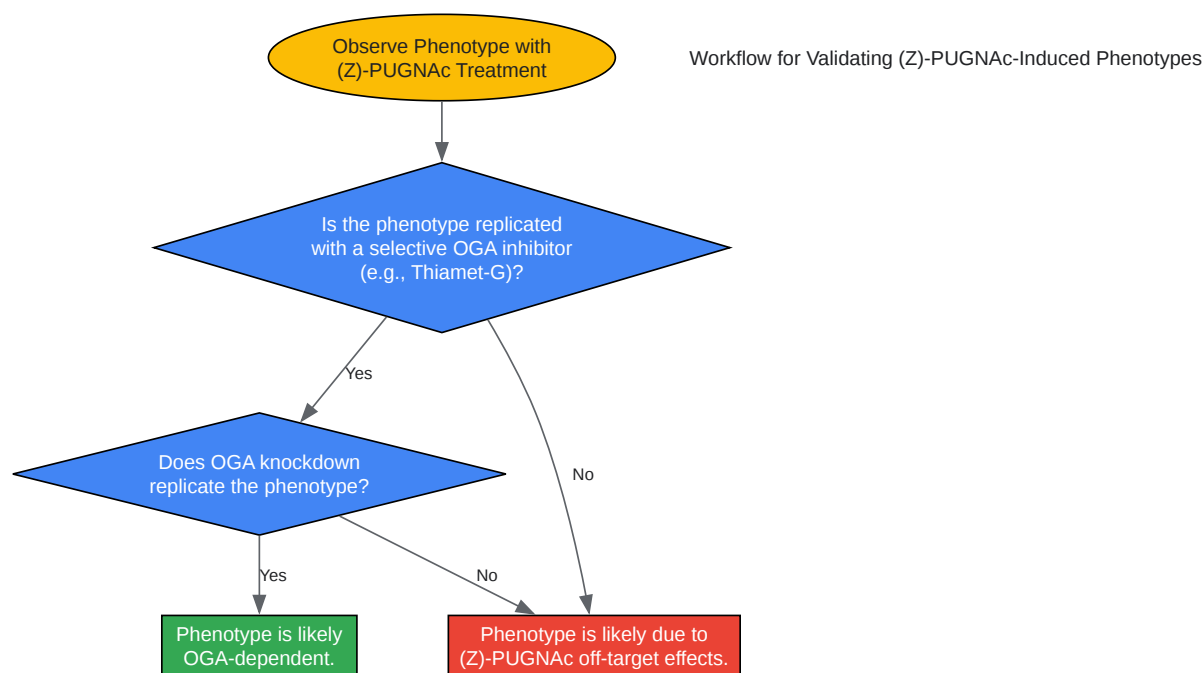 Observe Phenotype with
(Z)-PUGNAc Treatment
Workflow for Validating (Z)-PUGNAc-Induced Phenotypes
Is the phenotype replicated
with a selective OGA inhibitor
(e.g., Thiamet-G)?
Yes
No
Does OGA knockdown
replicate the phenotype?
Yes
No
Phenotype is likely
OGA-dependent.
Phenotype is likely due to
(Z)-PUGNAc off-target effects.